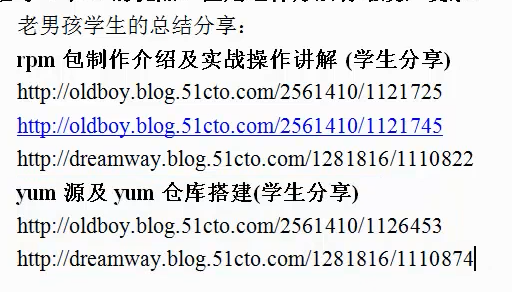 老男孩学生的总结分享：
rpm 包制作介绍及实战操作讲解 (学生分享)
http://oldboy.blog.51cto.com/2561410/1121725
http://oldboy.blog.51cto.com/2561410/1121745
http://dreamway.blog.51cto.com/1281816/1110822
yum 源及 yum 仓库搭建(学生分享)
http://oldboy.blog.51cto.com/2561410/1126453
http://dreamway.blog.51cto.com/1281816/1110874